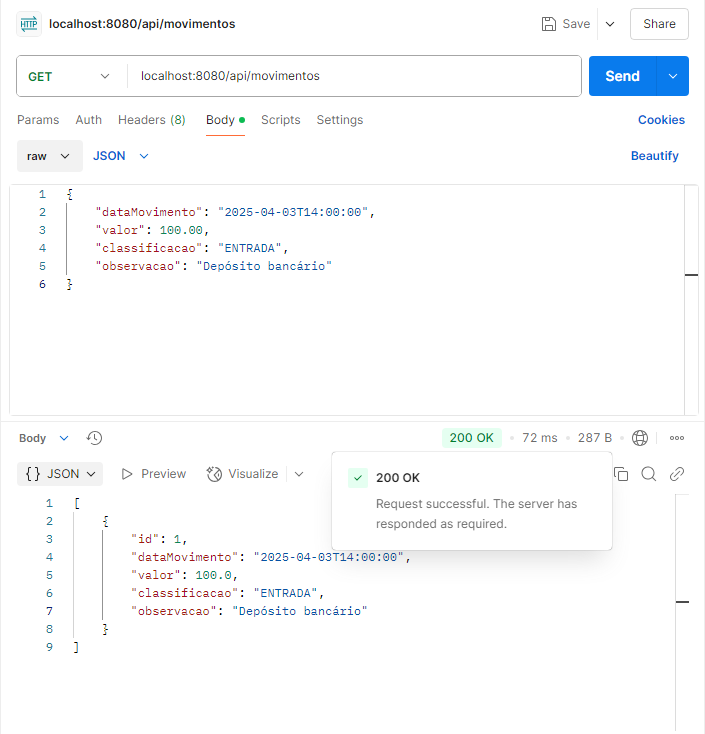 HTTP localhost:8080/api/movimentos Save Share
GET localhost:8080/api/movimentos Send
Params Auth Headers (8) Body Scripts Settings Cookies
raw JSON Beautify
1 {
2 "dataMovimento": "2025-04-03T14:00:00",
3 "valor": 100.00,
4 "classificacao": "ENTRADA",
5 "observacao": "Depósito bancário"
6 }
Body 200 OK 72 ms 287 B
{} JSON Preview Visualize
200 OK
Request successful. The server has
responded as required.
1 [
2 {
3 "id": 1,
4 "dataMovimento": "2025-04-03T14:00:00",
5 "valor": 100.0,
6 "classificacao": "ENTRADA",
7 "observacao": "Depósito bancário"
8 }
9 ]